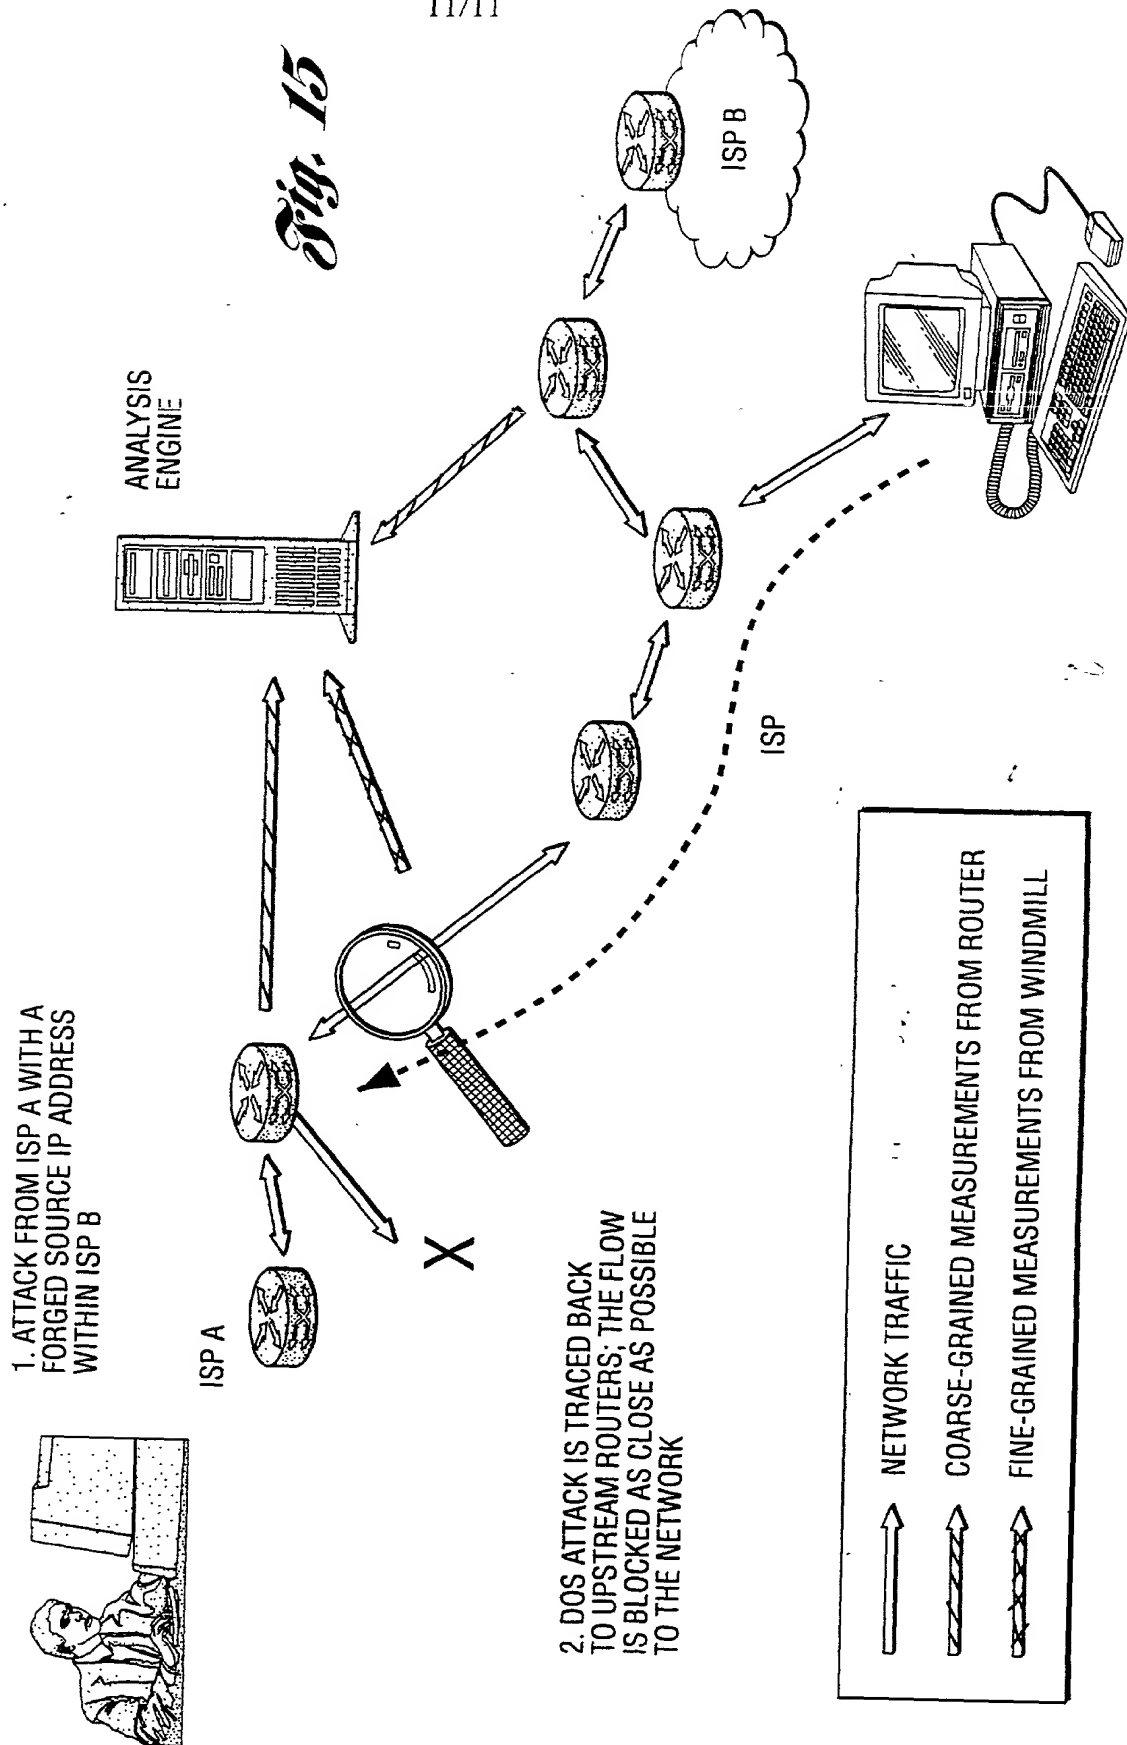 11/11
Fig. 15
1. ATTACK FROM ISP A WITH A
FORGED SOURCE IP ADDRESS
WITHIN ISP B
ANALYSIS
ENGINE
ISP A
ISP B
ISP
2. DOS ATTACK IS TRACED BACK
TO UPSTREAM ROUTERS; THE FLOW
IS BLOCKED AS CLOSE AS POSSIBLE
TO THE NETWORK
X
NETWORK TRAFFIC
COARSE-GRAINED MEASUREMENTS FROM ROUTER
FINE-GRAINED MEASUREMENTS FROM WINDMILL